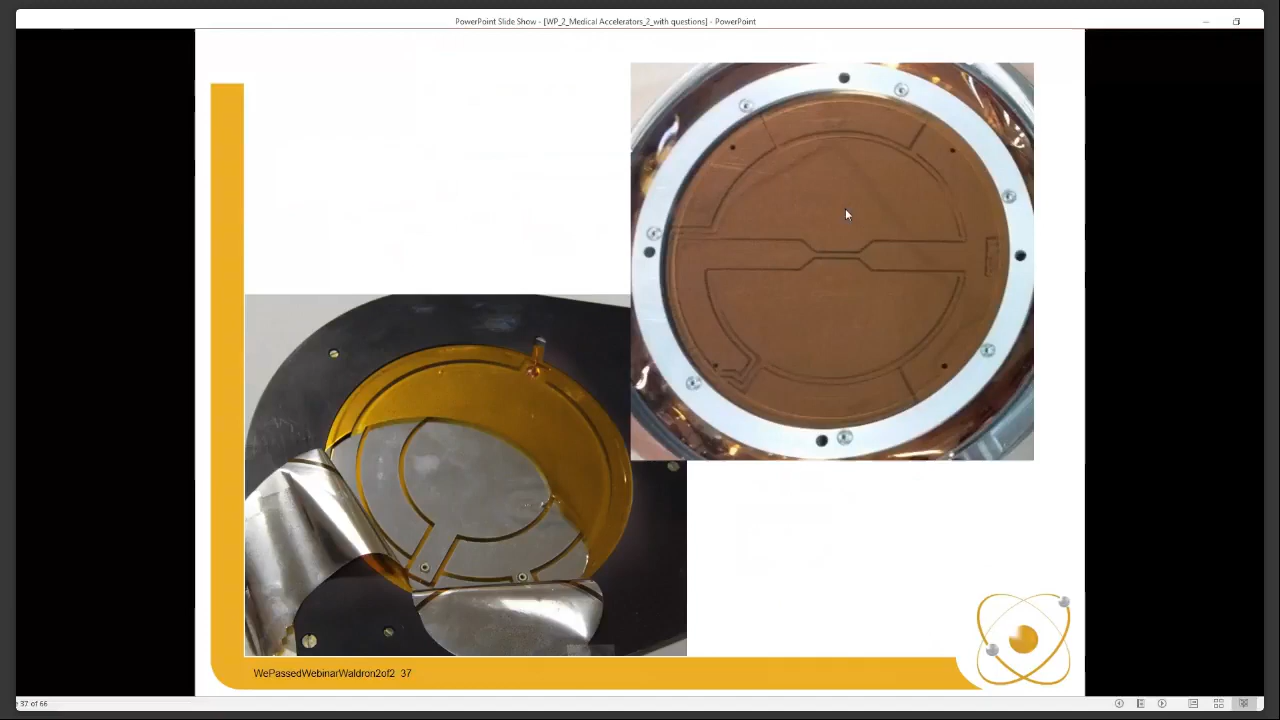 PowerPoint Slide Show - [WP_2_Medical Accelerators_2_with questions] - PowerPoint
WePassedWebinarWaldron2of2 37
37 of 66